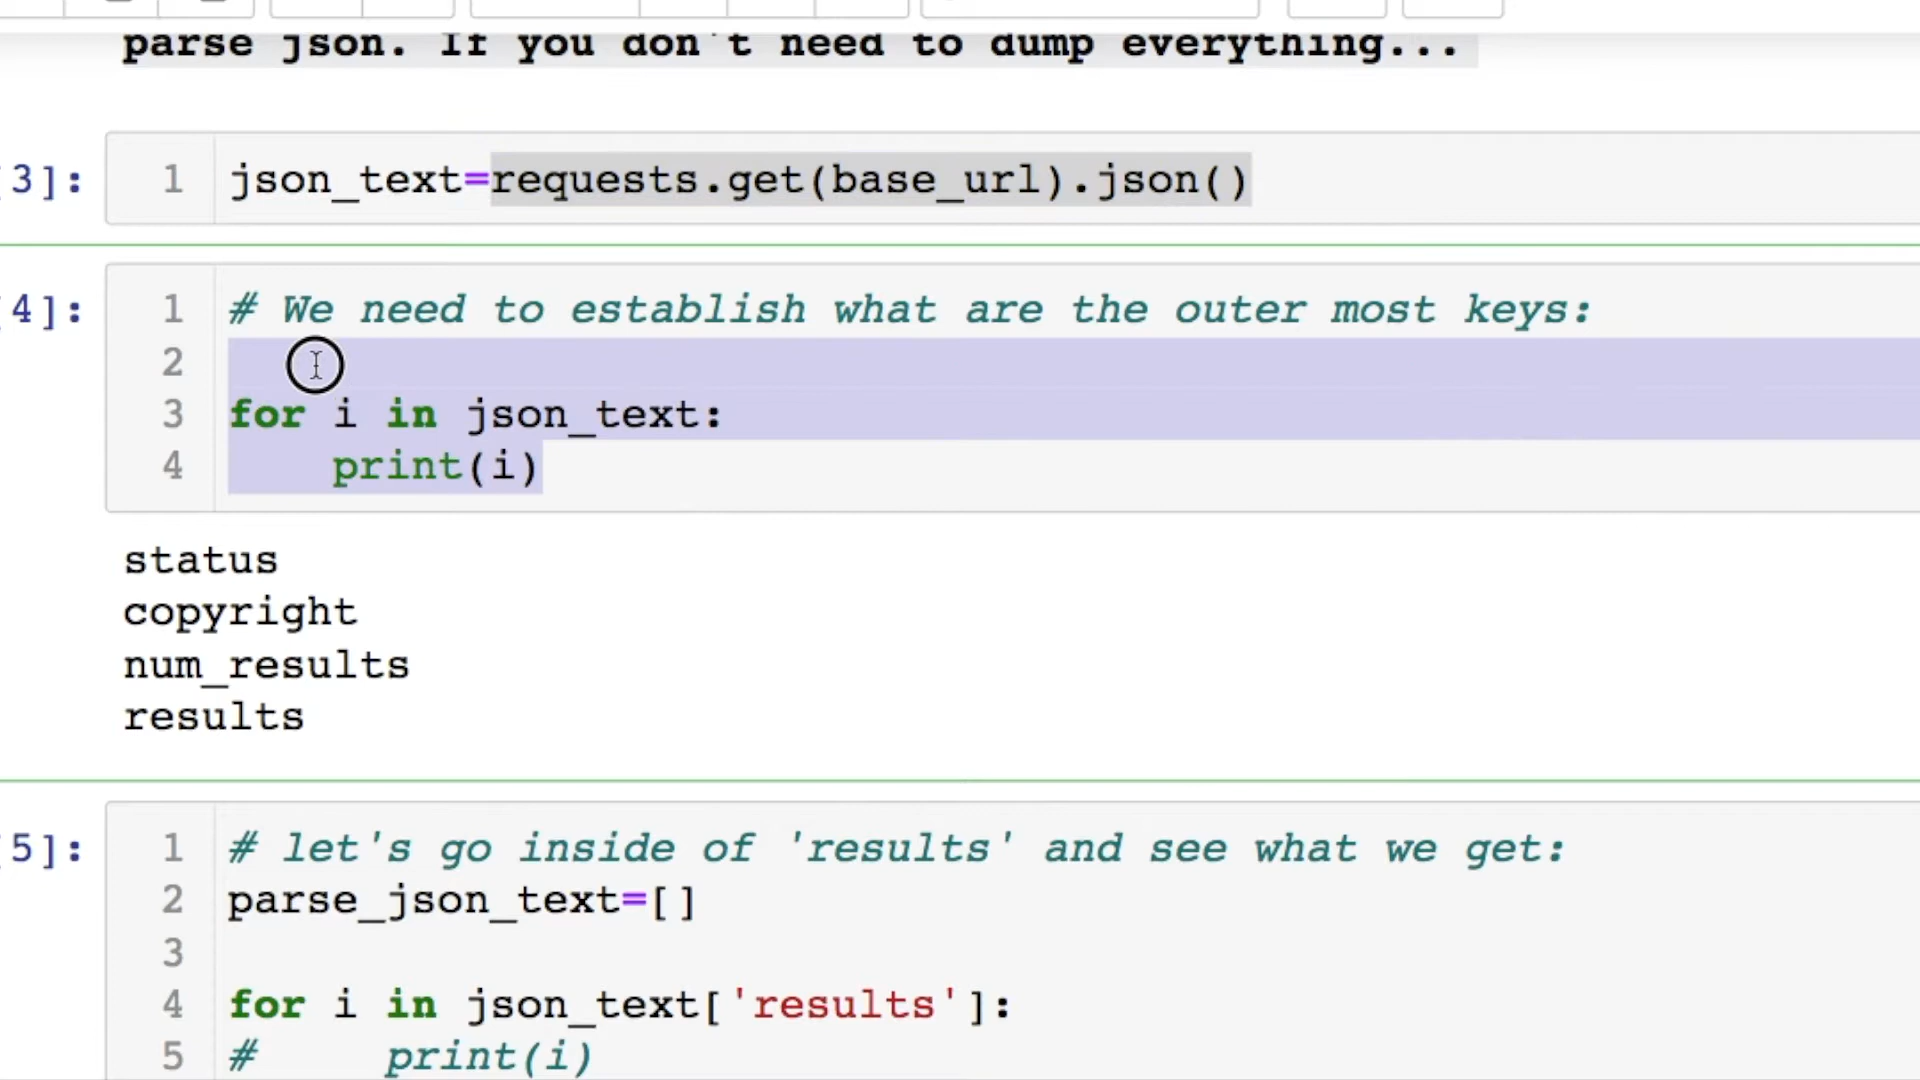 parse json. If you don't need to dump everything...
[3]:
1 json_text=requests.get(base_url).json()
[4]:
1 # We need to establish what are the outer most keys:
2
3 for i in json_text:
4     print(i)
status
copyright
num_results
results
[5]:
1 # let's go inside of 'results' and see what we get:
2 parse_json_text=[]
3
4 for i in json_text['results']:
5 #     print(i)